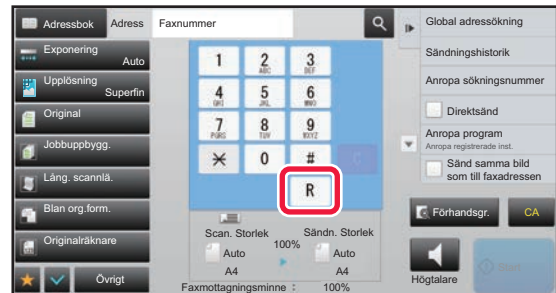 Adressbok
Adress
Faxnummer
Exponering
Auto
Upplösning
Superfin
Original
Jobbuppbygg.
Lång. scannlä.
Blan org.form.
Originalräknare
Övrigt
1
2 ABC
3 DEF
4 GHI
5 JKL
6 MNO
7 PQRS
8 TUV
9 WXYZ
0
#
C
R
Scan. Storlek
100%
Sändn. Storlek
Auto
A4
Auto
A4
Faxmottagningsminne : 100%
Global adressökning
Sändningshistorik
Anropa sökningsnummer
Direktsänd
Anropa program
Anropa registrerade inst.
Sänd samma bild
som till faxadressen
Förhandsgr.
CA
Högtalare
Start